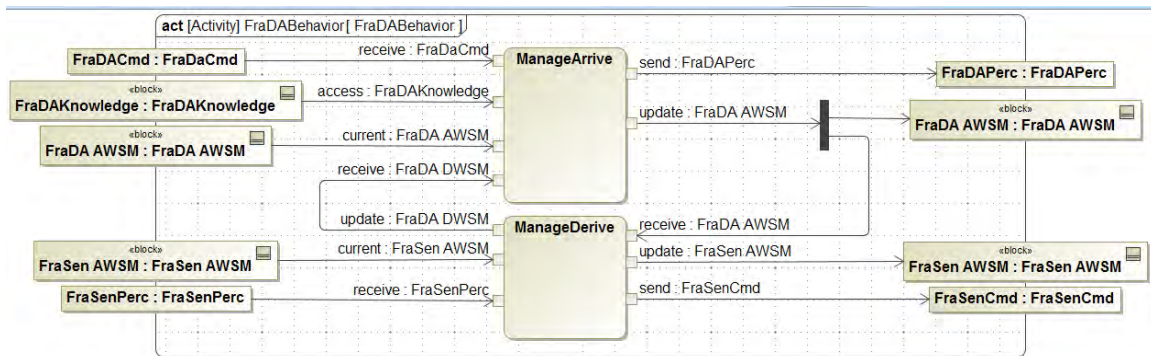 act [Activity] FraDABehavior[ FraDABehavior ]
FraDACmd : FraDaCmd
receive : FraDaCmd
ManageArrive
send : FraDAPerc
FraDAPerc : FraDAPerc
«block»
FraDAKnowledge : FraDAKnowledge
access : FraDAKnowledge
update : FraDA AWSM
«block»
FraDA AWSM : FraDA AWSM
«block»
FraDA AWSM : FraDA AWSM
current : FraDA AWSM
receive : FraDA DWSM
update : FraDA DWSM
ManageDerive
receive : FraDA AWSM
«block»
FraSen AWSM : FraSen AWSM
current : FraSen AWSM
update : FraSen AWSM
«block»
FraSen AWSM : FraSen AWSM
FraSenPerc : FraSenPerc
receive : FraSenPerc
send : FraSenCmd
FraSenCmd : FraSenCmd